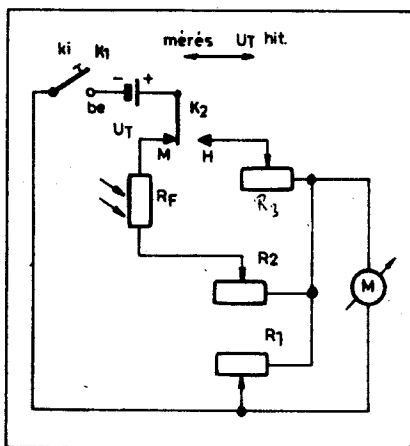 ki K1
mérés UT hit.
- +
be
K2
UT
M H
RF
R3
R2
M
R1